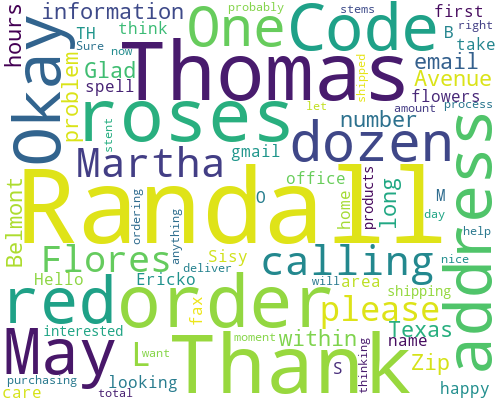 information
One
Code
first
hours
TH
Sure
think
take
B
right
stems
probably
now
shipped
Okay
Thomas
email
Glad
Avenue
problem
spell
flowers
roses
dozen
number
let
amount
process
stent
Martha
gmail
office
long
products
home
address
Belmont
Randall
O
M
day
help
Flores
Sisy
calling
nice
ordering
anything
Hello
Ericko
deliver
will
area
shipping
red
order
fax
please
Texas
May
interested
L
Thank
within
name
moment
want
looking
S
thinking
Zip
purchasing
care
total
happy